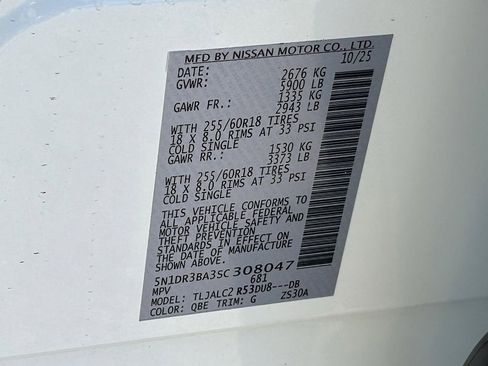 MFD BY NISSAN MOTOR CO., LTD.
DATE: 10/25
GVWR: 2676 KG
5900 LB
GAWR FR.: 1335 KG
2943 LB
WITH 255/60R18 TIRES
18 X 8.0 RIMS AT 33 PSI
COLD SINGLE
GAWR RR.: 1530 KG
3373 LB
WITH 255/60R18 TIRES
18 X 8.0 RIMS AT 33 PSI
COLD SINGLE
THIS VEHICLE CONFORMS TO
ALL APPLICABLE FEDERAL
MOTOR VEHICLE SAFETY AND
THEFT PREVENTION
STANDARDS IN EFFECT ON
THE DATE OF MANUFACTURE
5N1DR3BA3SC308047
MPV 681
MODEL: TLJALC2 R53DU8---DB
COLOR: QBE TRIM: G ZS30A